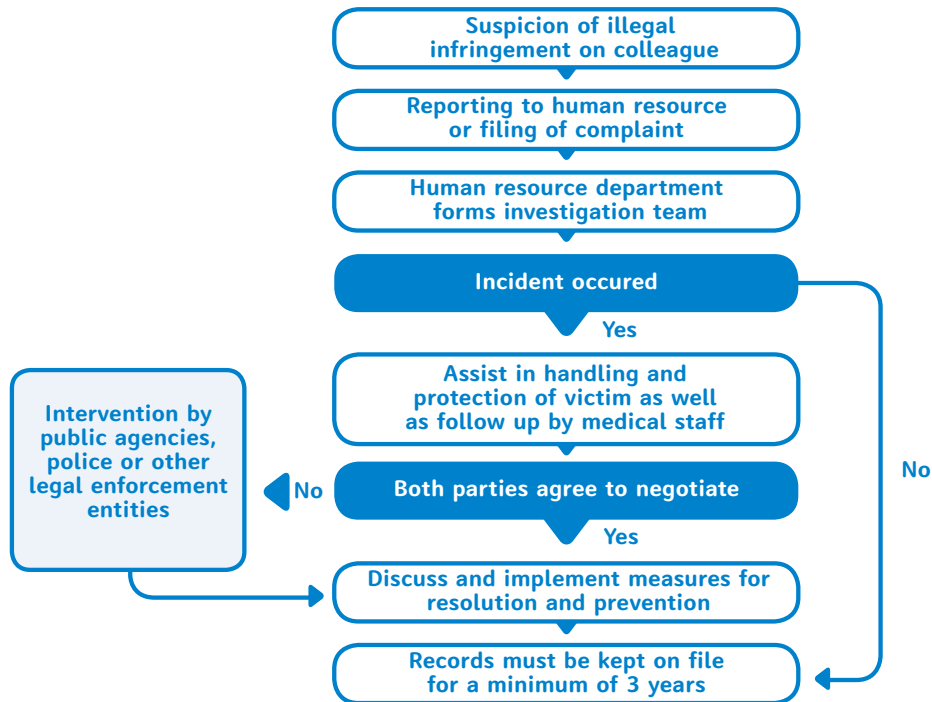 Suspicion of illegal
infringement on colleague
Reporting to human resource
or filing of complaint
Human resource department
forms investigation team
Incident occured
Yes
Assist in handling and
protection of victim as well
as follow up by medical staff
No
Intervention by
public agencies,
police or other
legal enforcement
entities
No
Both parties agree to negotiate
Yes
Discuss and implement measures for
resolution and prevention
Records must be kept on file
for a minimum of 3 years